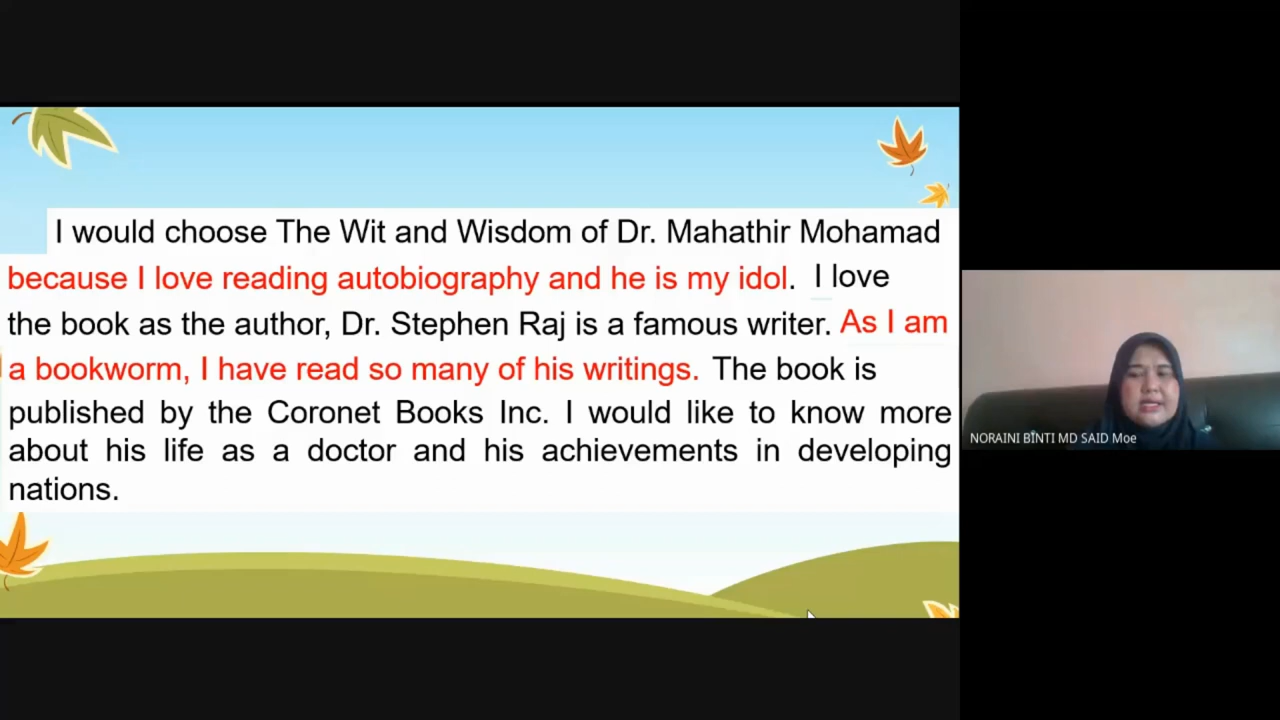 I would choose The Wit and Wisdom of Dr. Mahathir Mohamad
because I love reading autobiography and he is my idol. I love
the book as the author, Dr. Stephen Raj is a famous writer. As I am
a bookworm, I have read so many of his writings. The book is
published by the Coronet Books Inc. I would like to know more
about his life as a doctor and his achievements in developing
nations.
NORAINI BINTI MD SAID Moe